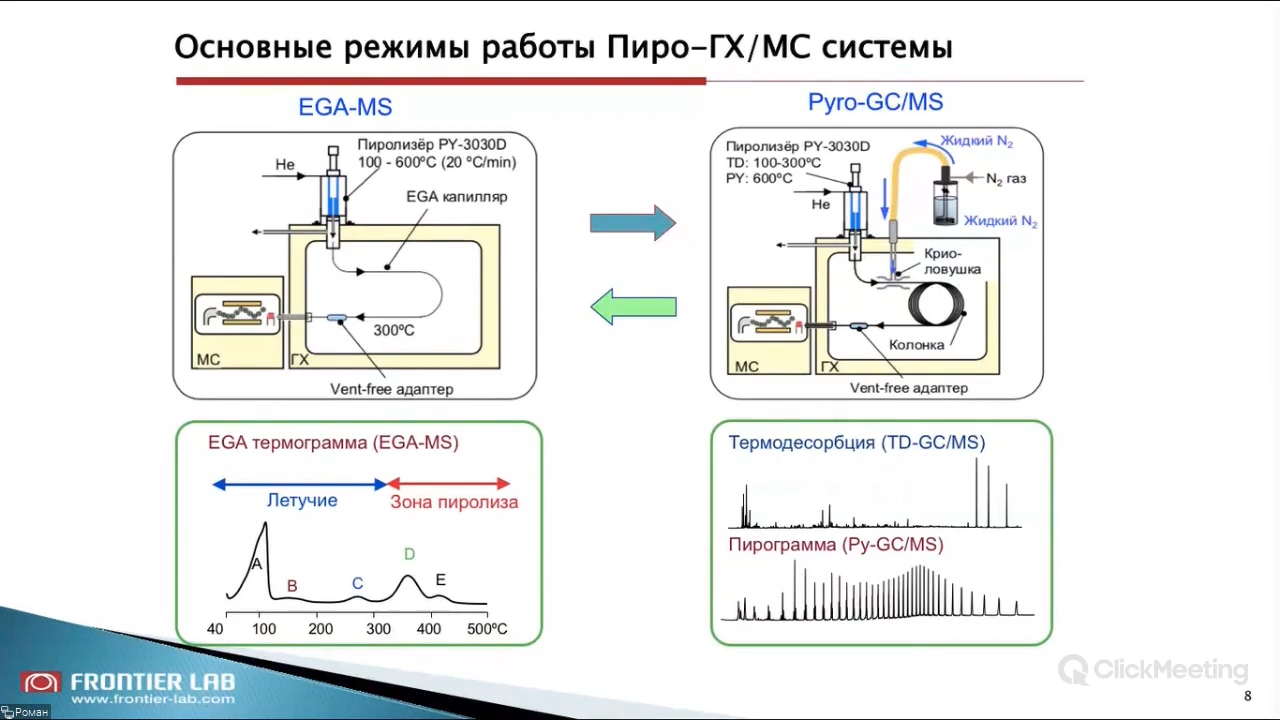 Основные режимы работы Пиро-ГХ/МС системы
EGA-MS
Пиролизёр PY-3030D
100 - 600ºC (20 ºC/min)
He
EGA капилляр
300ºC
МС
ГХ
Vent-free адаптер
Pyro-GC/MS
Пиролизёр PY-3030D
TD: 100-300ºC
PY: 600ºC
He
Жидкий N2
N2 газ
Жидкий N2
Крио-
ловушка
Колонка
МС
ГХ
Vent-free адаптер
EGA термограмма (EGA-MS)
Летучие
Зона пиролиза
A
B
C
D
E
40 100 200 300 400 500ºC
Термодесорбция (TD-GC/MS)
Пирограмма (Py-GC/MS)
FRONTIER LAB
www.frontier-lab.com
ClickMeeting
8
Роман